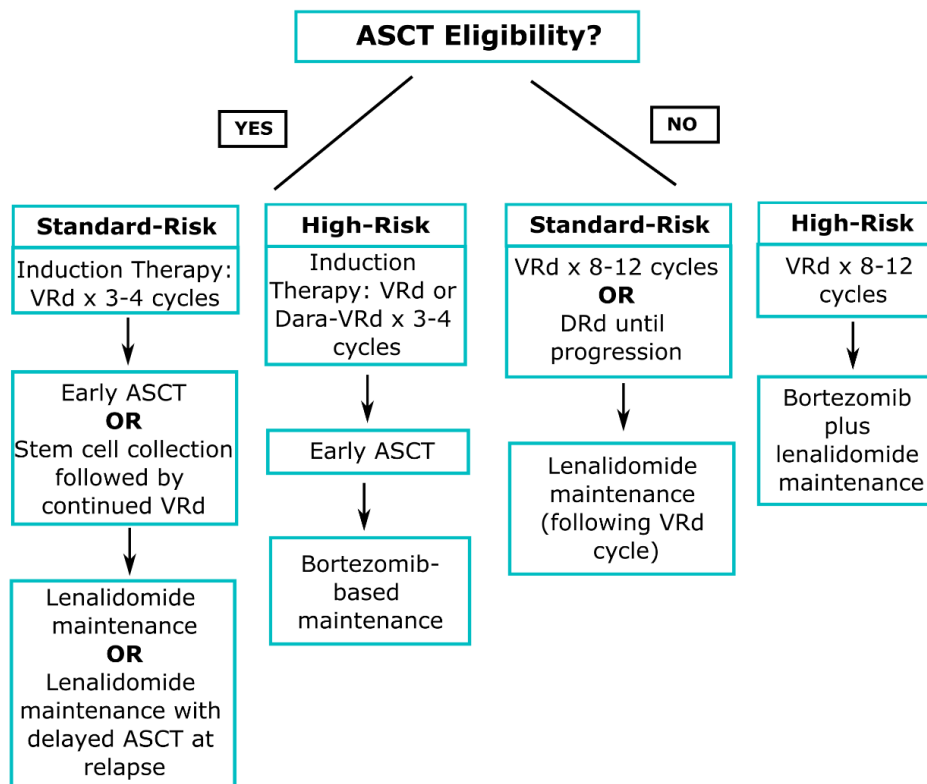 ASCT Eligibility?
YES
NO
Standard-Risk
Induction Therapy:
VRd x 3-4 cycles
Early ASCT
OR
Stem cell collection
followed by
continued VRd
Lenalidomide
maintenance
OR
Lenalidomide
maintenance with
delayed ASCT at
relapse
High-Risk
Induction
Therapy: VRd or
Dara-VRd x 3-4
cycles
Early ASCT
Bortezomib-
based
maintenance
Standard-Risk
VRd x 8-12 cycles
OR
DRd until
progression
Lenalidomide
maintenance
(following VRd
cycle)
High-Risk
VRd x 8-12
cycles
Bortezomib
plus
lenalidomide
maintenance